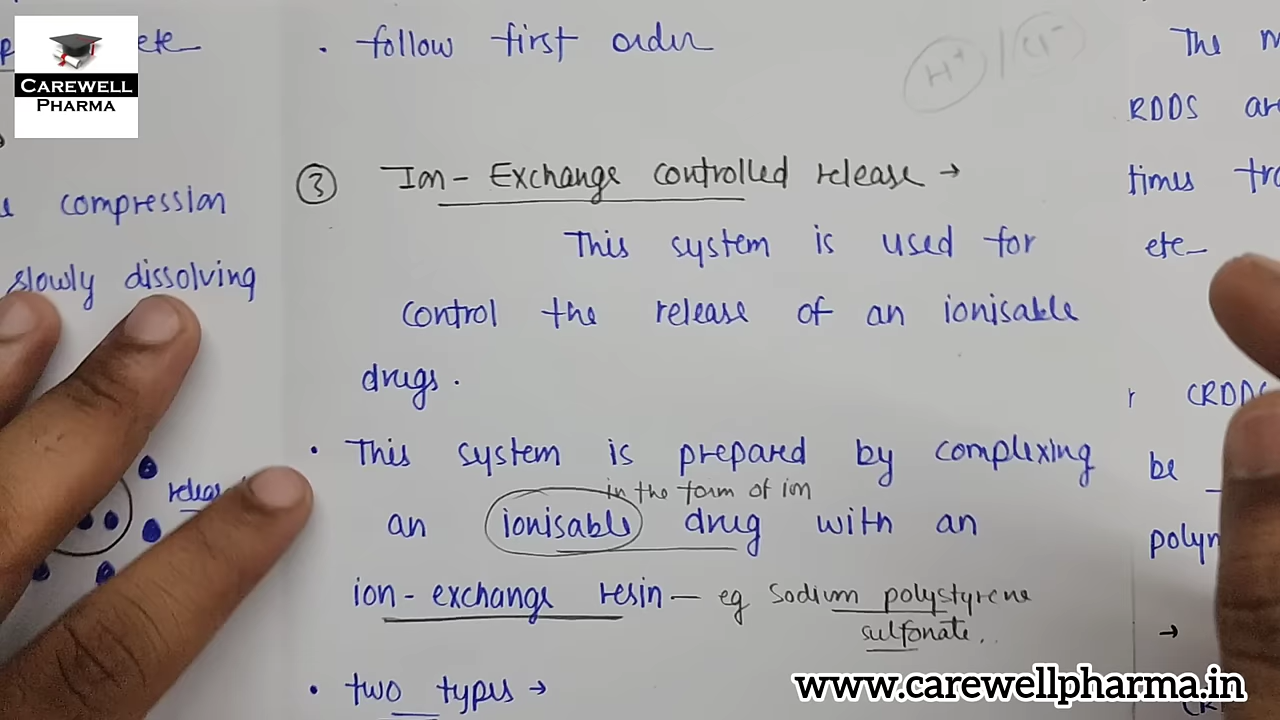 CAREWELL
PHARMA
etc
compression
slowly dissolving
• follow first order
H⁺ / Cl⁻
③ Ion - Exchange controlled release →
This system is used for
control the release of an ionisable
drugs.
• This system is prepared by complexing
in the form of ion
an ionisable drug with an
ion - exchange resin — eg Sodium polystyrene
sulfonate.
• two types →
The
RDDS
times
etc
CRDDS
be
→
www.carewellpharma.in